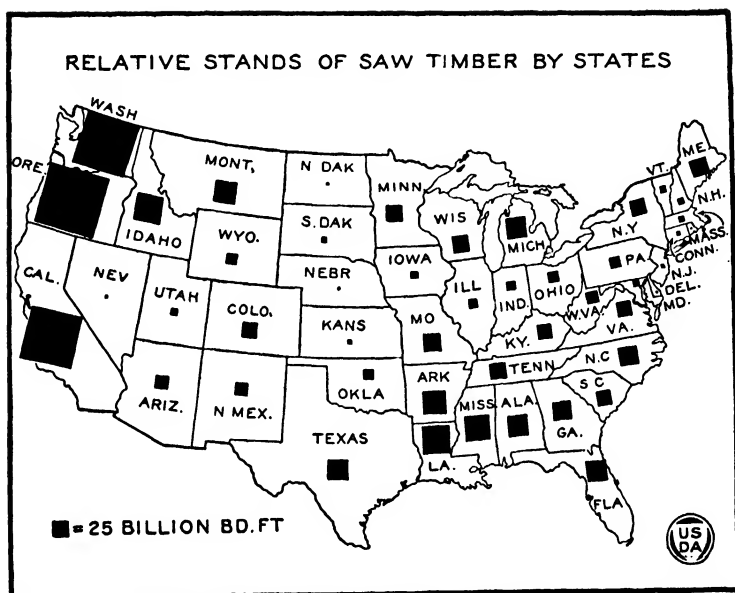 RELATIVE STANDS OF SAW TIMBER BY STATES
WASH
ORE.
IDAHO
MONT,
N DAK
S.DAK
WYO.
NEBR
CAL.
NEV
UTAH
COLO.
KANS
ARIZ.
N MEX.
OKLA
TEXAS
MINN
WIS
MICH
IOWA
ILL
IND.
OHIO
MO
KY.
ARK
TENN
MISS.
ALA.
LA.
GA.
FLA
S C
N.C
VA.
W.VA.
PA.
N.Y
VT.
ME
N.H.
MASS.
CONN.
N.J.
DEL.
MD.
=25 BILLION BD.FT
US
DA